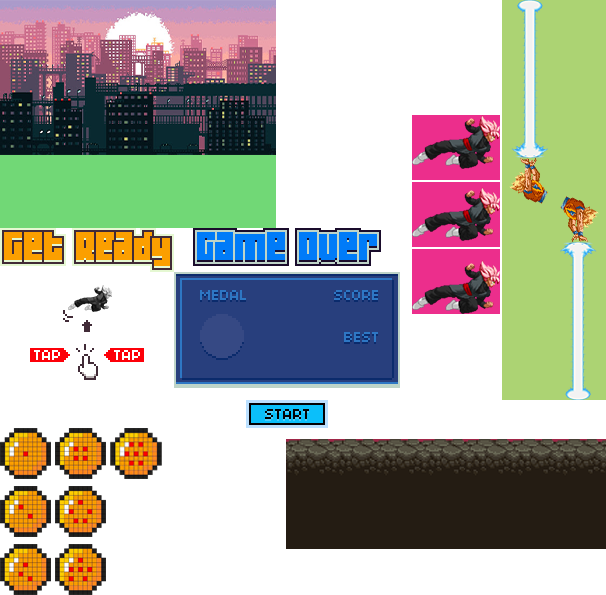 Get Ready
Game Over
MEDAL SCORE
BEST
TAP TAP
START